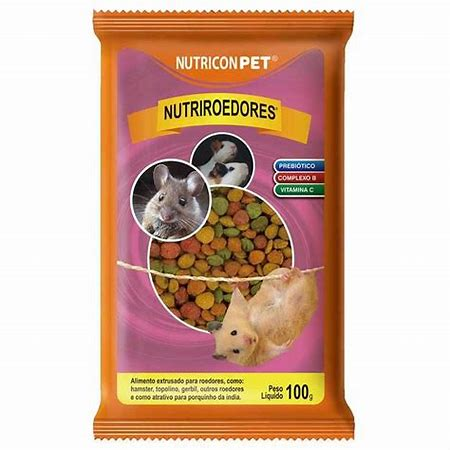 NUTRICONPET®
NUTRIROEDORES®
PREBIÓTICO
COMPLEXO B
VITAMINA C
Alimento extrusado para roedores, como:
hamster, topolino, gerbil, outros roedores
e como atrativo para porquinho da índia.
Peso
Líquido 100g